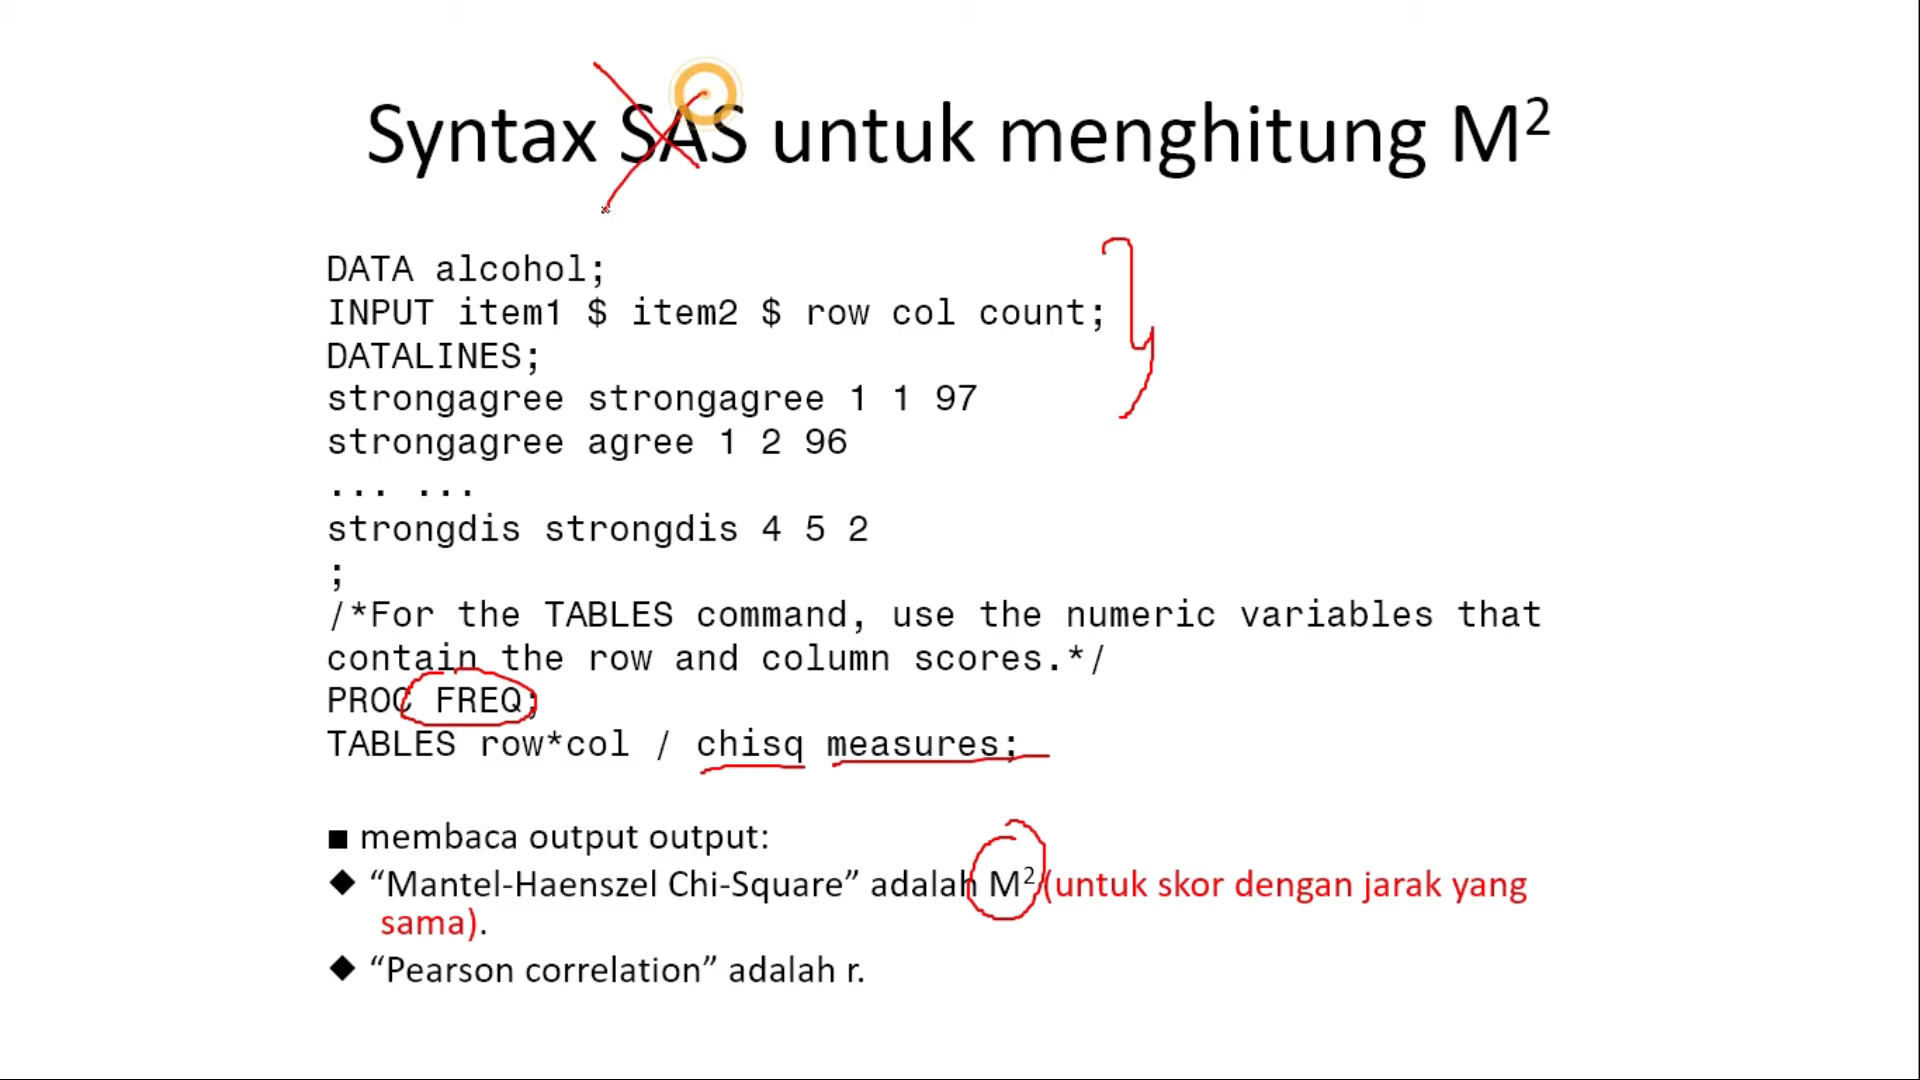 Syntax SAS untuk menghitung M²
DATA alcohol;
INPUT item1 $ item2 $ row col count;
DATALINES;
strongagree strongagree 1 1 97
strongagree agree 1 2 96
... ...
strongdis strongdis 4 5 2
;
/*For the TABLES command, use the numeric variables that
contain the row and column scores.*/
PROC FREQ;
TABLES row*col / chisq measures;
■ membaca output output:
◆ “Mantel-Haenszel Chi-Square” adalah M² (untuk skor dengan jarak yang
sama).
◆ “Pearson correlation” adalah r.